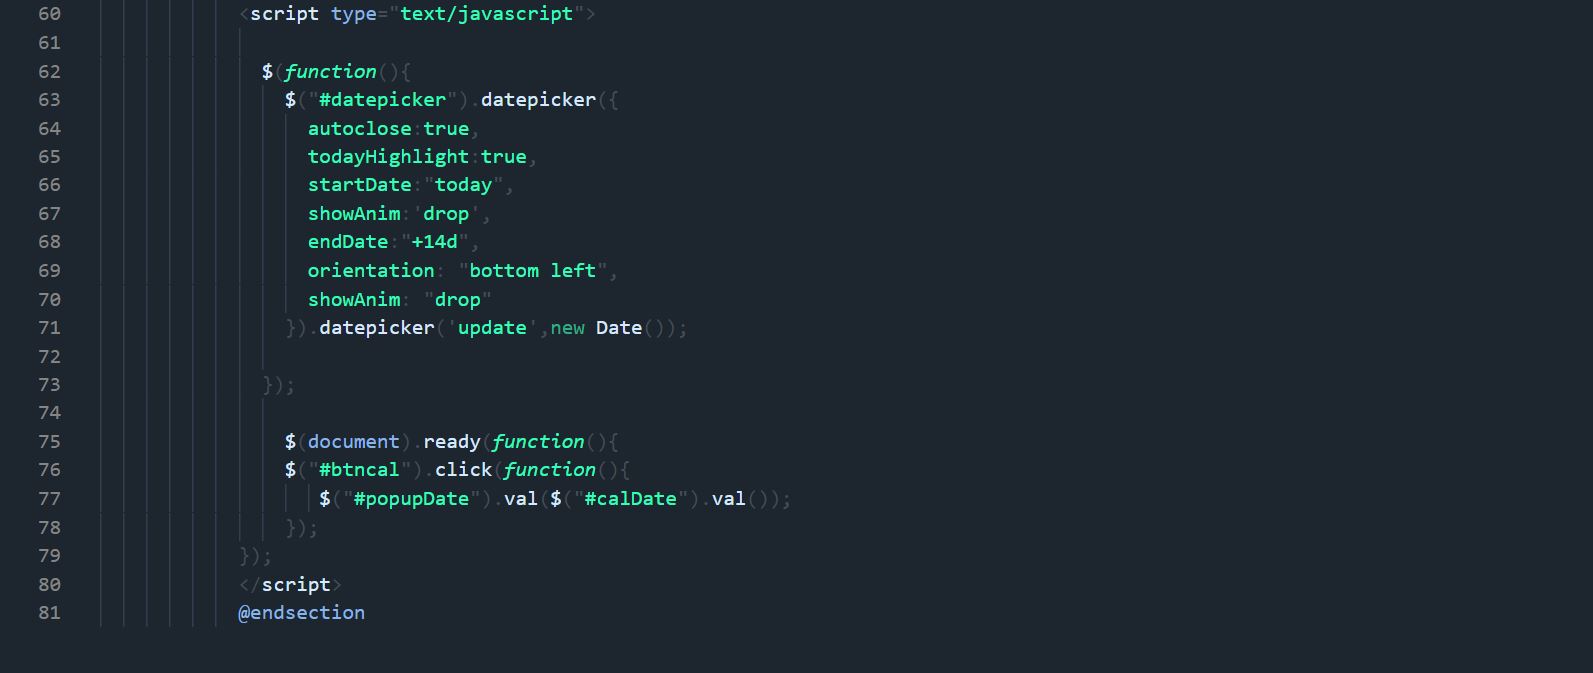 60 <script type="text/javascript">
61
62 $(function(){
63 $("#datepicker").datepicker({
64 autoclose:true,
65 todayHighlight:true,
66 startDate:"today",
67 showAnim:'drop',
68 endDate:"+14d",
69 orientation: "bottom left",
70 showAnim: "drop"
71 }).datepicker('update',new Date());
72
73 });
74
75 $(document).ready(function(){
76 $("#btncal").click(function(){
77 $("#popupDate").val($("#calDate").val());
78 });
79 });
80 </script>
81 @endsection